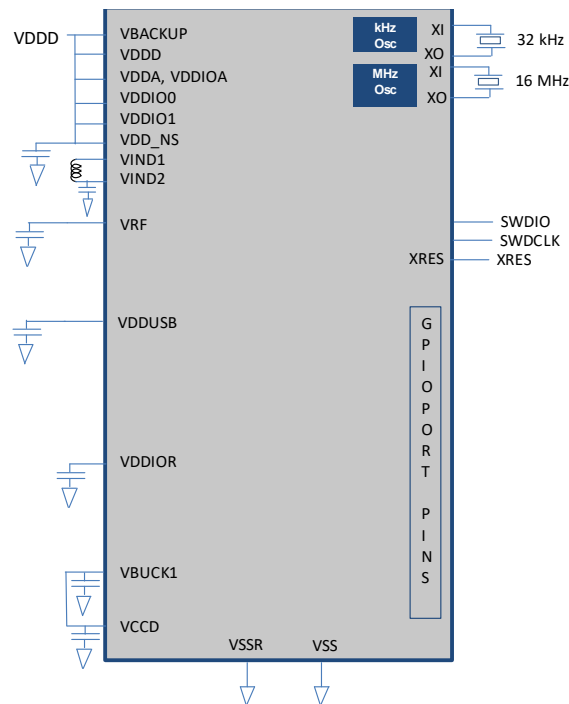 VDDD
VBACKUP
VDDD
VDDA, VDDIOA
VDDIO0
VDDIO1
VDD_NS
VIND1
VIND2
VRF
VDDUSB
VDDIOR
VBUCK1
VCCD
kHz
Osc
XI
XO
32 kHz
MHz
Osc
XI
XO
16 MHz
SWDIO
SWDCLK
XRES
XRES
G
P
I
O
P
O
R
T
P
I
N
S
VSSR
VSS